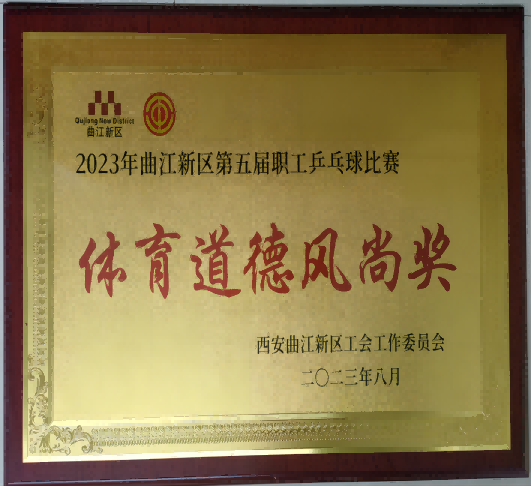 Qujiang New District
曲江新区
2023年曲江新区第五届职工乒乓球比赛
体育道德风尚奖
西安曲江新区工会工作委员会
二〇二三年八月